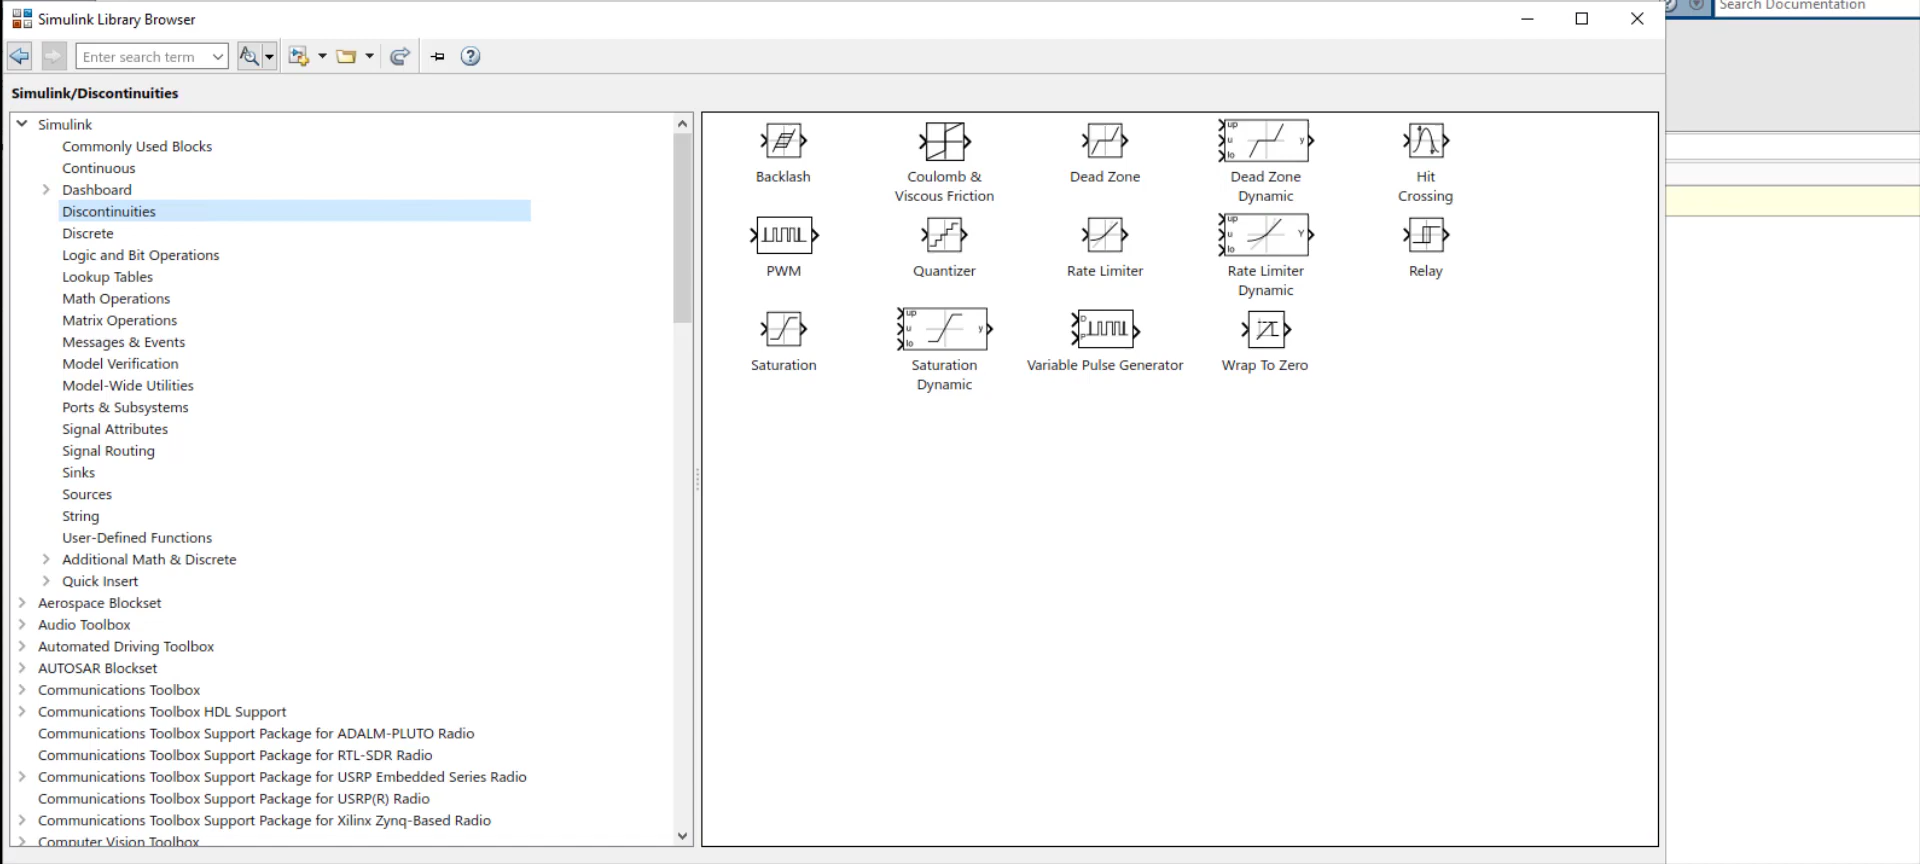 Simulink Library Browser
Search Documentation
Enter search term
Simulink/Discontinuities
Simulink
Commonly Used Blocks
Continuous
Dashboard
Discontinuities
Discrete
Logic and Bit Operations
Lookup Tables
Math Operations
Matrix Operations
Messages & Events
Model Verification
Model-Wide Utilities
Ports & Subsystems
Signal Attributes
Signal Routing
Sinks
Sources
String
User-Defined Functions
Additional Math & Discrete
Quick Insert
Aerospace Blockset
Audio Toolbox
Automated Driving Toolbox
AUTOSAR Blockset
Communications Toolbox
Communications Toolbox HDL Support
Communications Toolbox Support Package for ADALM-PLUTO Radio
Communications Toolbox Support Package for RTL-SDR Radio
Communications Toolbox Support Package for USRP Embedded Series Radio
Communications Toolbox Support Package for USRP(R) Radio
Communications Toolbox Support Package for Xilinx Zynq-Based Radio
Computer Vision Toolbox
Backlash
Coulomb &
Viscous Friction
Dead Zone
up
u
lo
y
Dead Zone
Dynamic
Hit
Crossing
PWM
Quantizer
Rate Limiter
up
u
lo
Y
Rate Limiter
Dynamic
Relay
Saturation
up
u
lo
y
Saturation
Dynamic
D
P
Variable Pulse Generator
Wrap To Zero